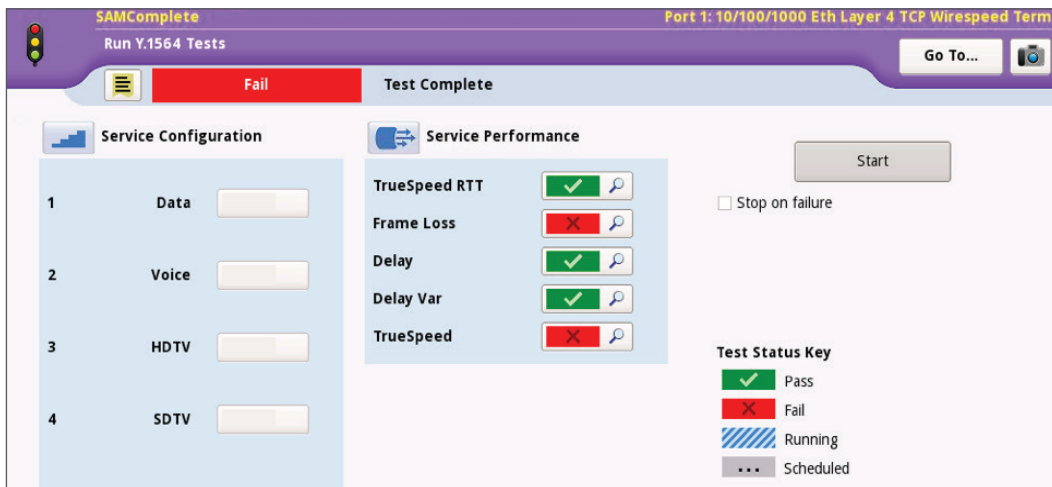 SAMComplete
Port 1: 10/100/1000 Eth Layer 4 TCP Wirespeed Term
Run Y.1564 Tests
Go To...
Fail
Test Complete
Service Configuration
1 Data
2 Voice
3 HDTV
4 SDTV
Service Performance
TrueSpeed RTT
Frame Loss
Delay
Delay Var
TrueSpeed
Start
Stop on failure
Test Status Key
Pass
Fail
Running
... Scheduled